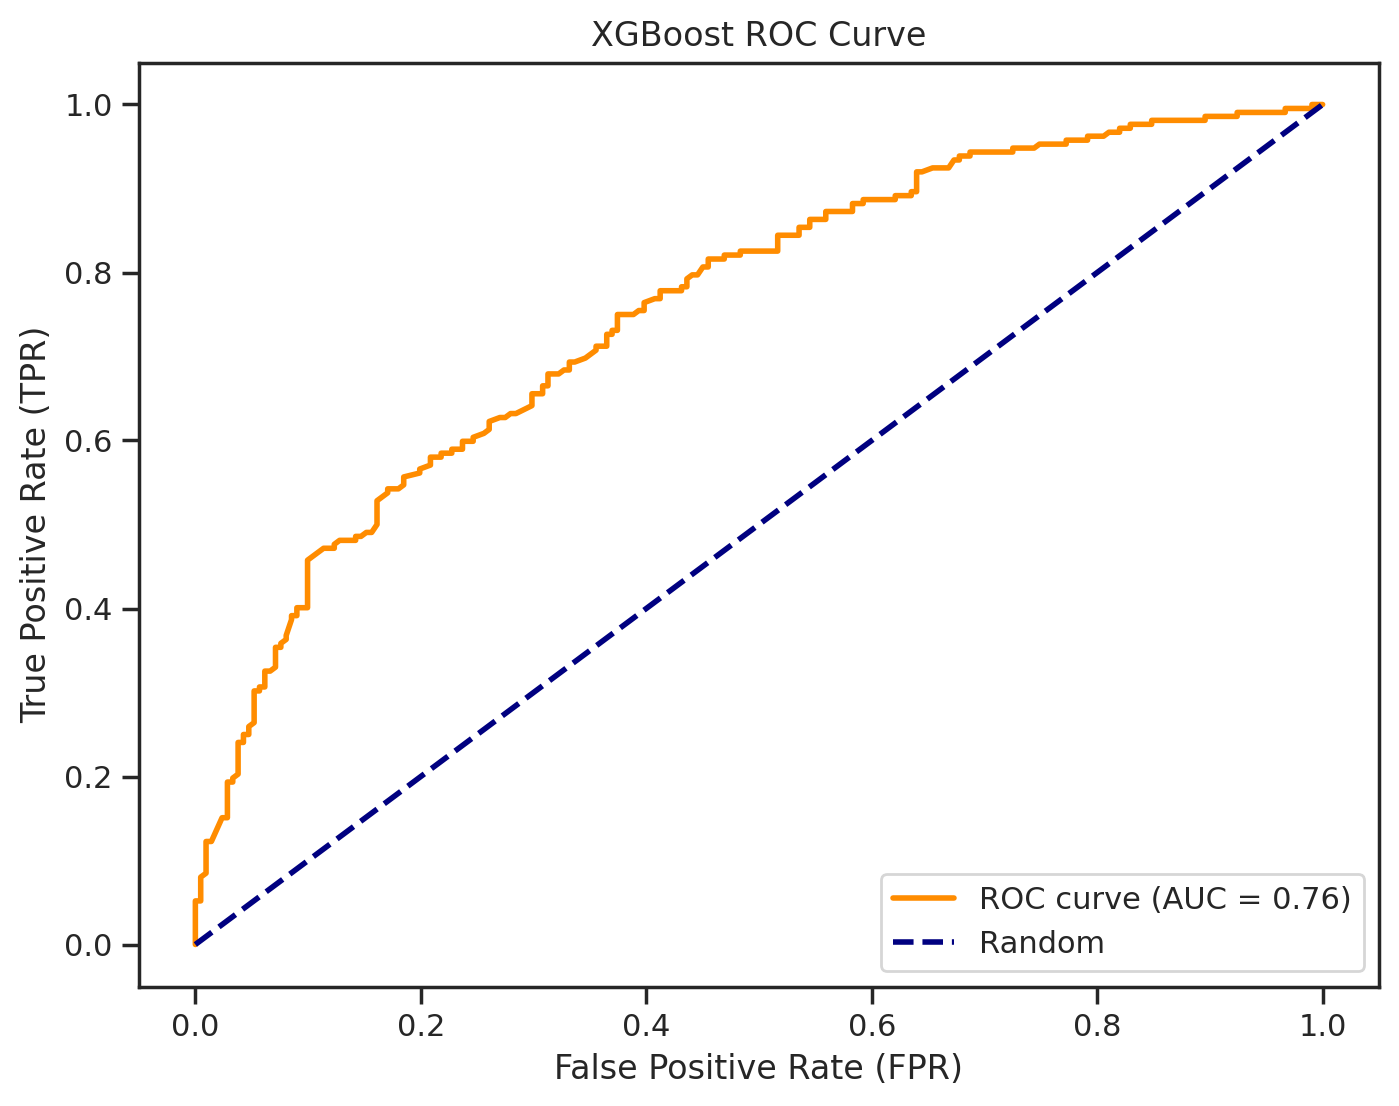 XGBoost ROC Curve
True Positive Rate (TPR)
1.0
0.8
0.6
0.4
0.2
0.0
ROC curve (AUC = 0.76)
Random
0.0 0.2 0.4 0.6 0.8 1.0
False Positive Rate (FPR)